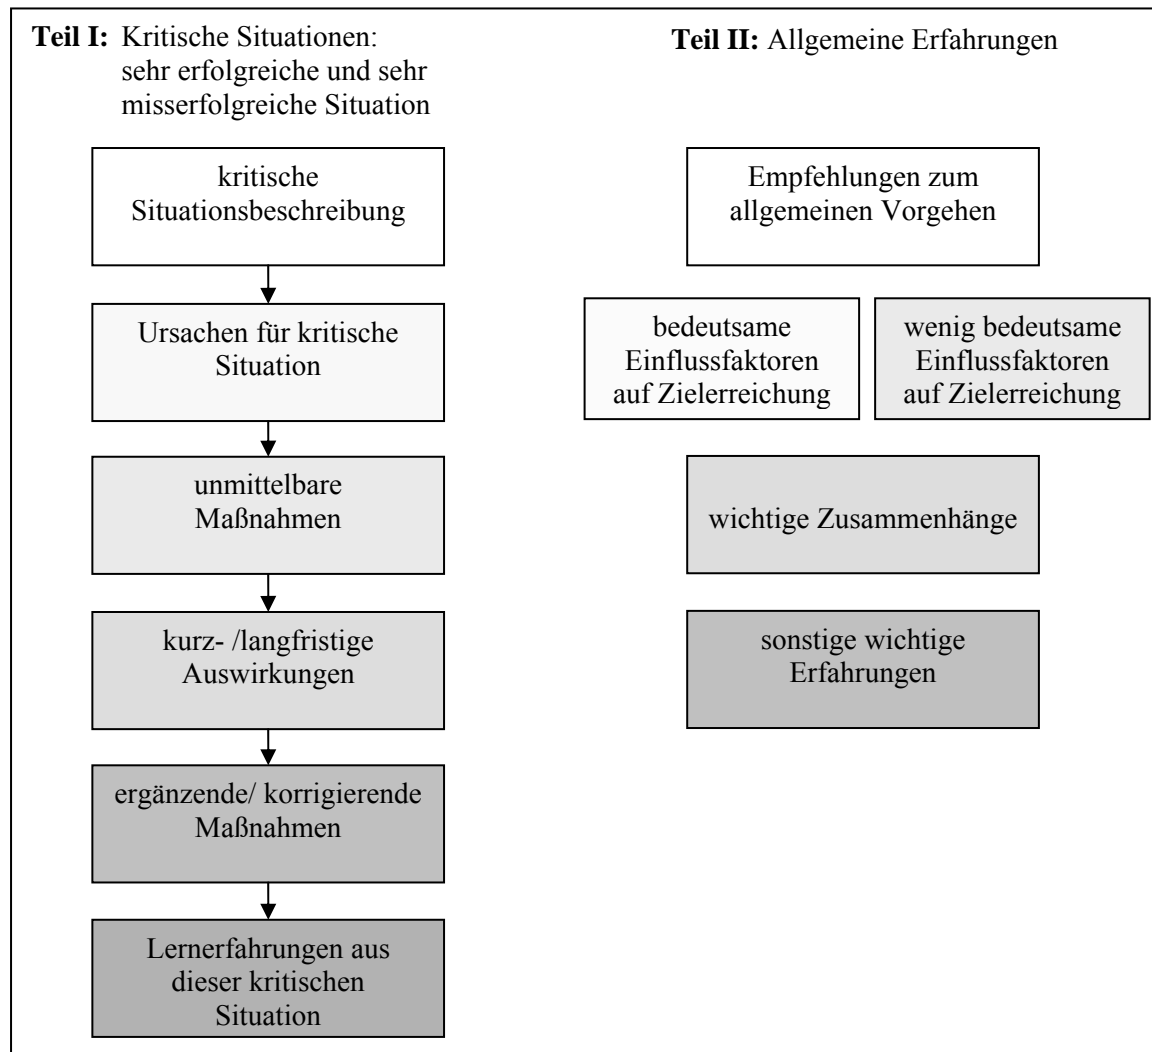 Teil I: Kritische Situationen:
sehr erfolgreiche und sehr
misserfolgreiche Situation
kritische
Situationsbeschreibung
Ursachen für kritische
Situation
unmittelbare
Maßnahmen
kurz- /langfristige
Auswirkungen
ergänzende/ korrigierende
Maßnahmen
Lernerfahrungen aus
dieser kritischen
Situation
Teil II: Allgemeine Erfahrungen
Empfehlungen zum
allgemeinen Vorgehen
bedeutsame
Einflussfaktoren
auf Zielerreichung
wenig bedeutsame
Einflussfaktoren
auf Zielerreichung
wichtige Zusammenhänge
sonstige wichtige
Erfahrungen